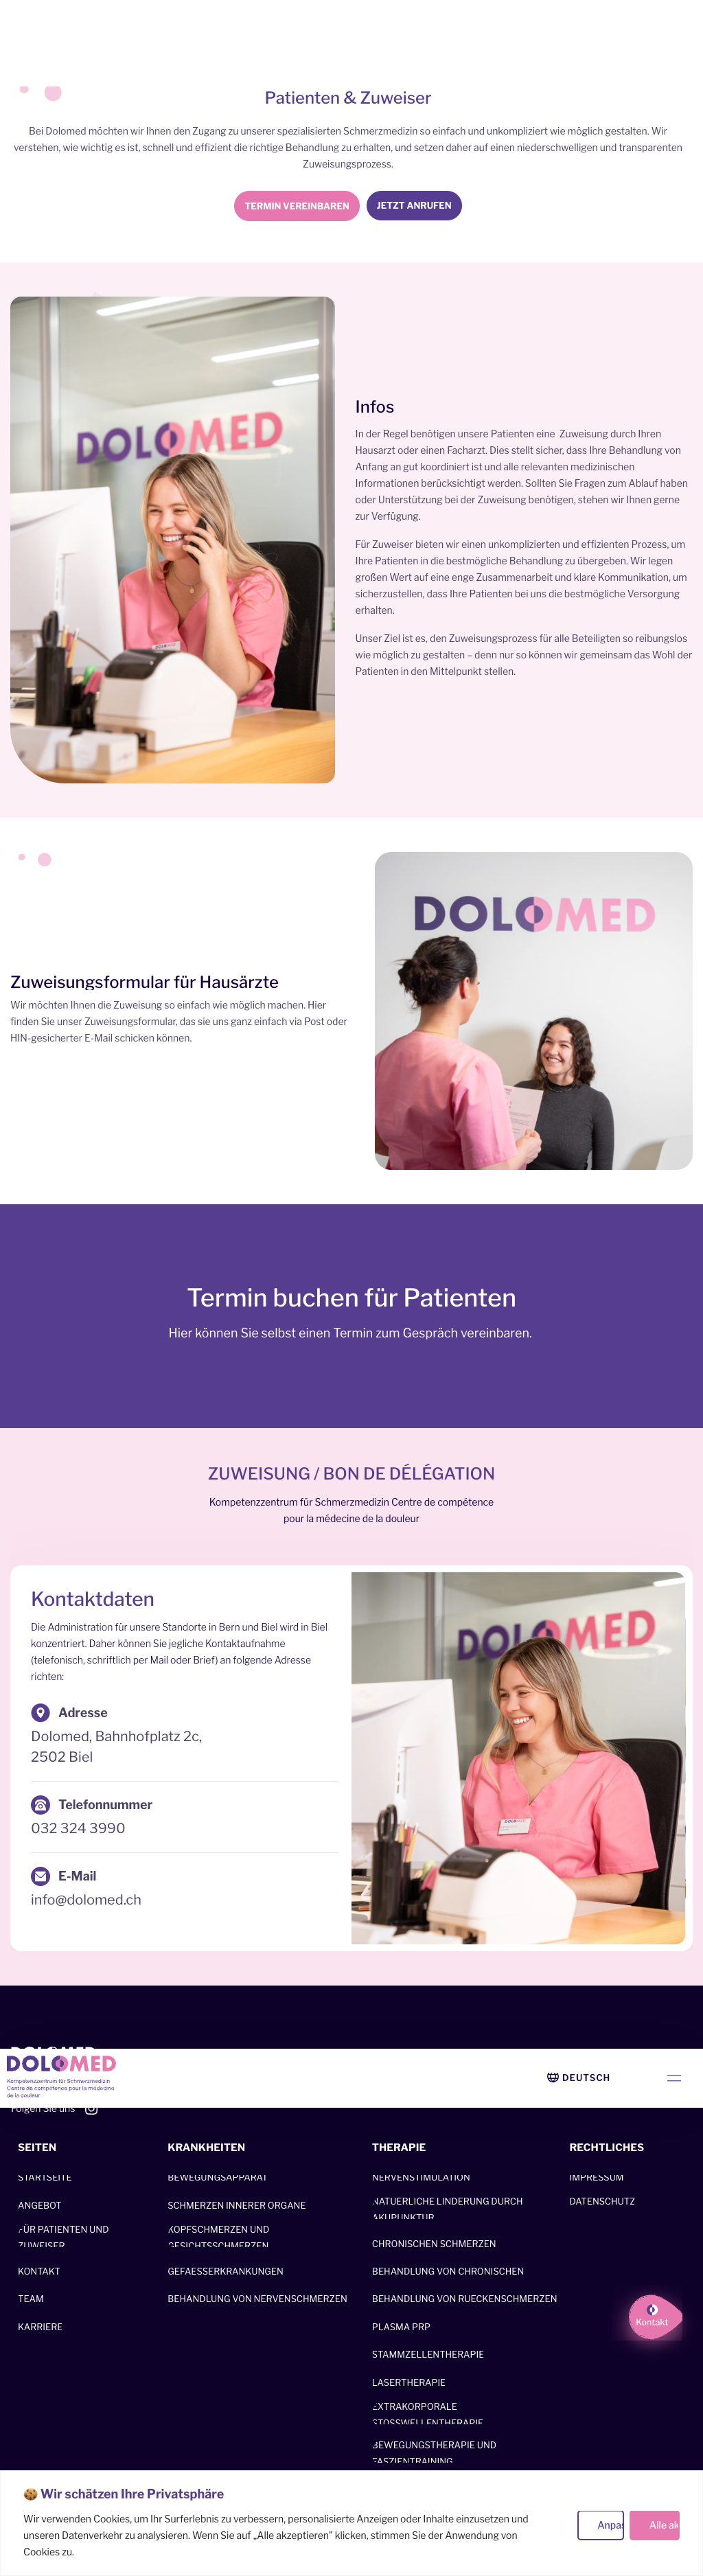 Patienten & Zuweiser
Bei Dolomed möchten wir Ihnen den Zugang zu unserer spezialisierten Schmerzmedizin so einfach und unkompliziert wie möglich gestalten. Wir
verstehen, wie wichtig es ist, schnell und effizient die richtige Behandlung zu erhalten, und setzen daher auf einen niederschwelligen und transparenten
Zuweisungsprozess.
TERMIN VEREINBAREN
JETZT ANRUFEN
DOLOMED
Infos
In der Regel benötigen unsere Patienten eine Zuweisung durch Ihren
Hausarzt oder einen Facharzt. Dies stellt sicher, dass Ihre Behandlung von
Anfang an gut koordiniert ist und alle relevanten medizinischen
Informationen berücksichtigt werden. Sollten Sie Fragen zum Ablauf haben
oder Unterstützung bei der Zuweisung benötigen, stehen wir Ihnen gerne
zur Verfügung.
Für Zuweiser bieten wir einen unkomplizierten und effizienten Prozess, um
Ihre Patienten in die bestmögliche Behandlung zu übergeben. Wir legen
großen Wert auf eine enge Zusammenarbeit und klare Kommunikation, um
sicherzustellen, dass Ihre Patienten bei uns die bestmögliche Versorgung
erhalten.
Unser Ziel ist es, den Zuweisungsprozess für alle Beteiligten so reibungslos
wie möglich zu gestalten – denn nur so können wir gemeinsam das Wohl der
Patienten in den Mittelpunkt stellen.
DOLOMED
Zuweisungsformular für Hausärzte
Wir möchten Ihnen die Zuweisung so einfach wie möglich machen. Hier
finden Sie unser Zuweisungsformular, das sie uns ganz einfach via Post oder
HIN-gesicherter E-Mail schicken können.
Termin buchen für Patienten
Hier können Sie selbst einen Termin zum Gespräch vereinbaren.
ZUWEISUNG / BON DE DÉLÉGATION
Kompetenzzentrum für Schmerzmedizin Centre de compétence
pour la médecine de la douleur
Kontaktdaten
Die Administration für unsere Standorte in Bern und Biel wird in Biel
konzentriert. Daher können Sie jegliche Kontaktaufnahme
(telefonisch, schriftlich per Mail oder Brief) an folgende Adresse
richten:
Adresse
Dolomed, Bahnhofplatz 2c,
2502 Biel
Telefonnummer
032 324 3990
E-Mail
info@dolomed.ch
DOLOMED
DOLOMED
Kompetenzzentrum für Schmerzmedizin
Centre de compétence pour la médecine
de la douleur
DEUTSCH
Folgen Sie uns
SEITEN
STARTSEITE
ANGEBOT
FÜR PATIENTEN UND
ZUWEISER
KONTAKT
TEAM
KARRIERE
KRANKHEITEN
BEWEGUNGSAPPARAT
SCHMERZEN INNERER ORGANE
KOPFSCHMERZEN UND
GESICHTSSCHMERZEN
GEFAESSERKRANKUNGEN
BEHANDLUNG VON NERVENSCHMERZEN
THERAPIE
NERVENSTIMULATION
NATUERLICHE LINDERUNG DURCH
AKUPUNKTUR
CHRONISCHEN SCHMERZEN
BEHANDLUNG VON CHRONISCHEN
BEHANDLUNG VON RUECKENSCHMERZEN
PLASMA PRP
STAMMZELLENTHERAPIE
LASERTHERAPIE
EXTRAKORPORALE
STOSSWELLENTHERAPIE
BEWEGUNGSTHERAPIE UND
FASZIENTRAINING
RECHTLICHES
IMPRESSUM
DATENSCHUTZ
Kontakt
Wir schätzen Ihre Privatsphäre
Wir verwenden Cookies, um Ihr Surferlebnis zu verbessern, personalisierte Anzeigen oder Inhalte einzusetzen und
unseren Datenverkehr zu analysieren. Wenn Sie auf „Alle akzeptieren" klicken, stimmen Sie der Anwendung von
Cookies zu.
Anpas
Alle ak